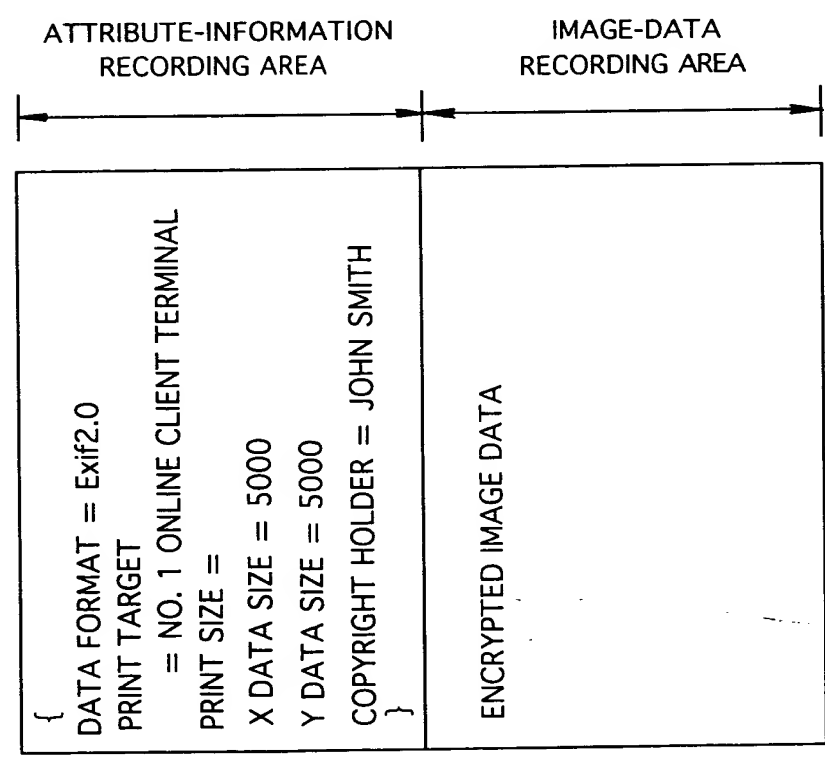 ATTRIBUTE-INFORMATION
RECORDING AREA
IMAGE-DATA
RECORDING AREA
{
DATA FORMAT = Exif2.0
PRINT TARGET
= NO. 1 ONLINE CLIENT TERMINAL
PRINT SIZE =
X DATA SIZE = 5000
Y DATA SIZE = 5000
COPYRIGHT HOLDER = JOHN SMITH
}
ENCRYPTED IMAGE DATA